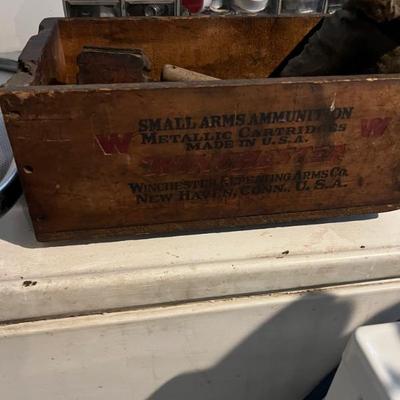 SMALL ARMS AMMUNITION
METALLIC CARTRIDGES
MADE IN U.S.A.
W WINCHESTER W
WINCHESTER REPEATING ARMS CO.
NEW HAVEN, CONN., U.S.A.